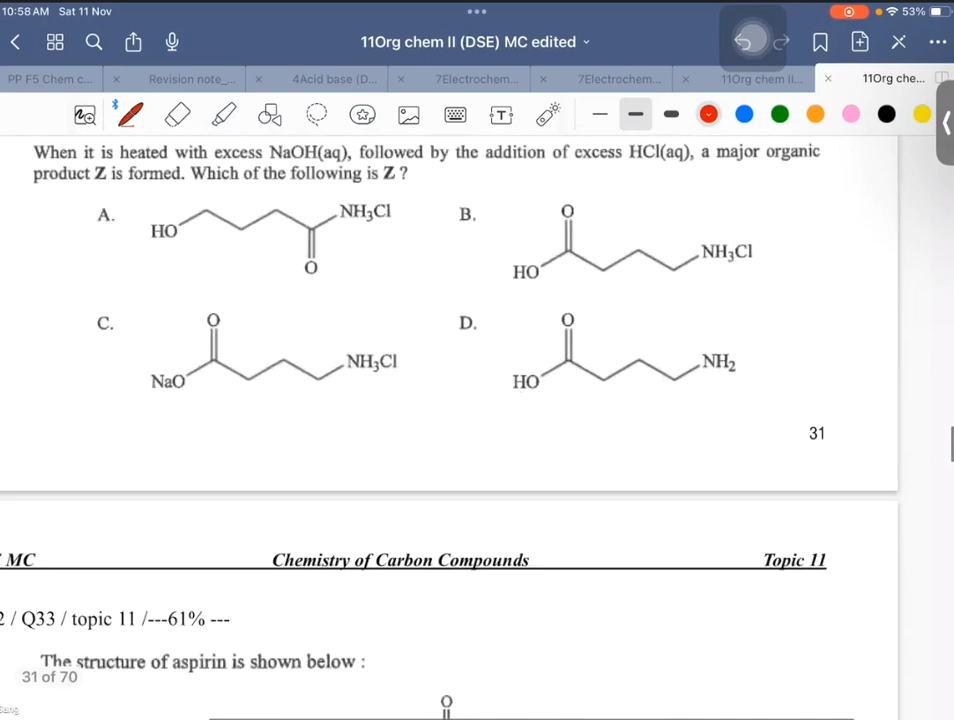 10:58 AM Sat 11 Nov
53%
11Org chem II (DSE) MC edited
PP F5 Chem c...
Revision note_...
4Acid base (D...
7Electrochem...
7Electrochem...
11Org chem II...
11Org che...
When it is heated with excess NaOH(aq), followed by the addition of excess HCl(aq), a major organic
product Z is formed. Which of the following is Z ?
A.
HO
NH3Cl
O
B.
O
HO
NH3Cl
C.
O
NaO
NH3Cl
D.
O
HO
NH2
31
MC
Chemistry of Carbon Compounds
Topic 11
2 / Q33 / topic 11 /---61% ---
The structure of aspirin is shown below :
31 of 70
O